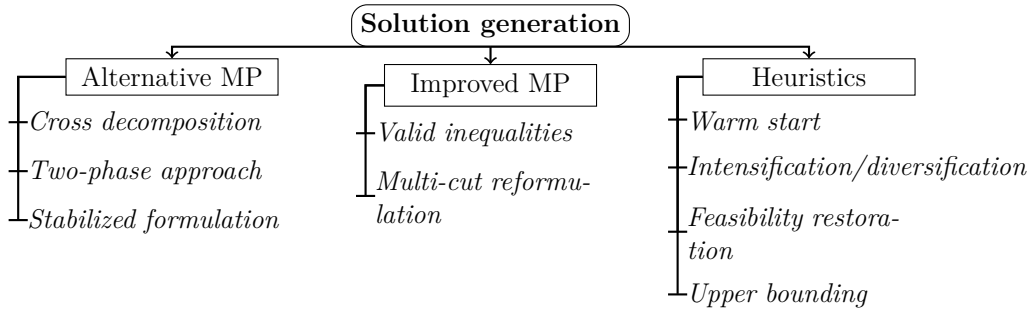 Solution generation
Alternative MP
Cross decomposition
Two-phase approach
Stabilized formulation
Improved MP
Valid inequalities
Multi-cut reformu-
lation
Heuristics
Warm start
Intensification/diversification
Feasibility restora-
tion
Upper bounding